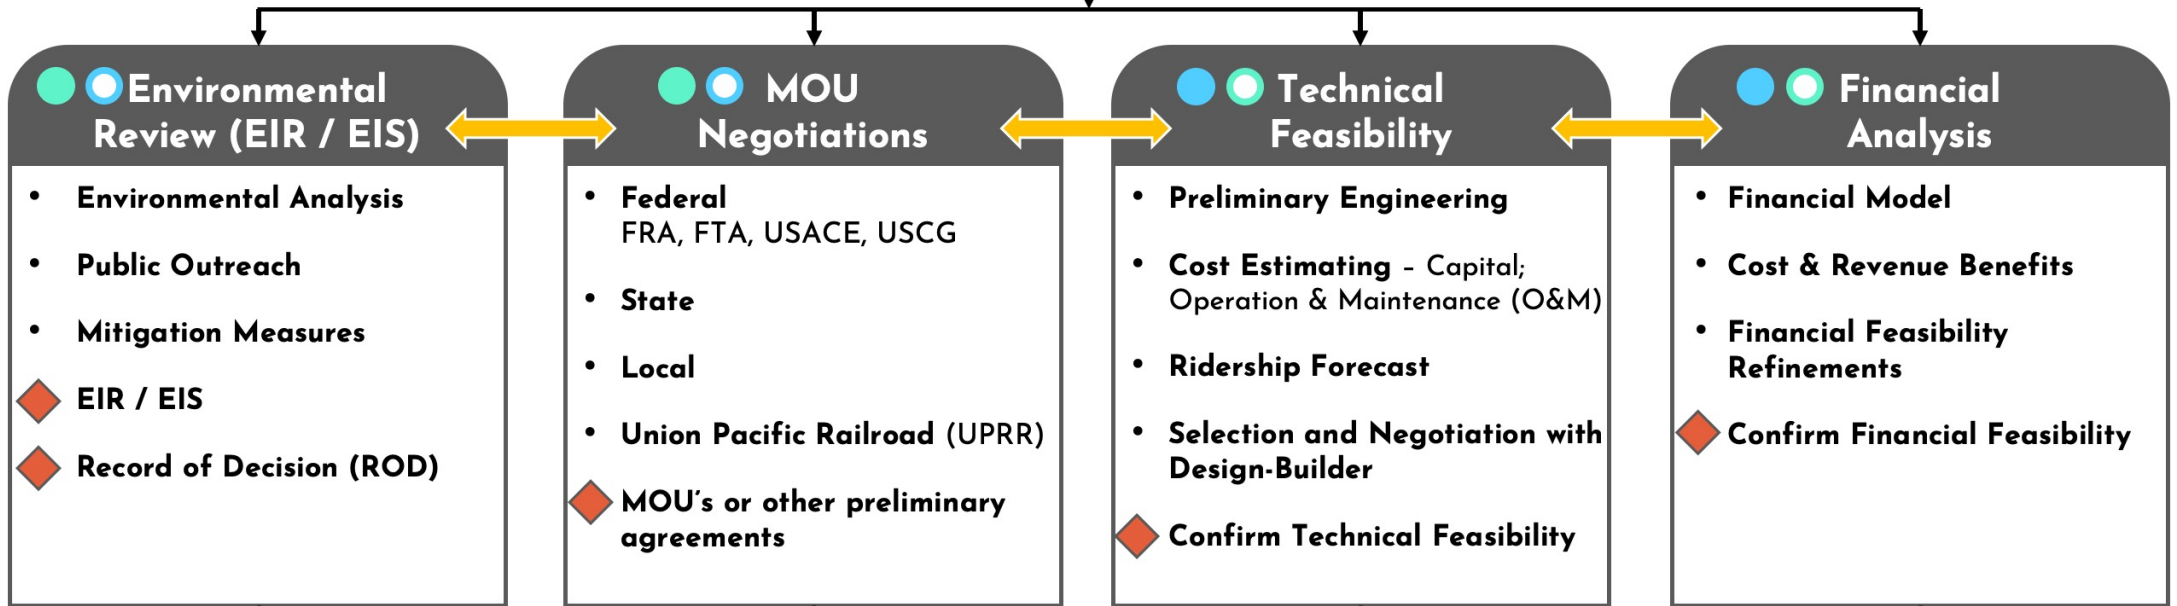 Environmental
Review (EIR / EIS)
• Environmental Analysis
• Public Outreach
• Mitigation Measures
EIR / EIS
Record of Decision (ROD)
MOU
Negotiations
• Federal
FRA, FTA, USACE, USCG
• State
• Local
• Union Pacific Railroad (UPRR)
MOU’s or other preliminary
agreements
Technical
Feasibility
• Preliminary Engineering
• Cost Estimating – Capital;
Operation & Maintenance (O&M)
• Ridership Forecast
• Selection and Negotiation with
Design-Builder
Confirm Technical Feasibility
Financial
Analysis
• Financial Model
• Cost & Revenue Benefits
• Financial Feasibility
Refinements
Confirm Financial Feasibility